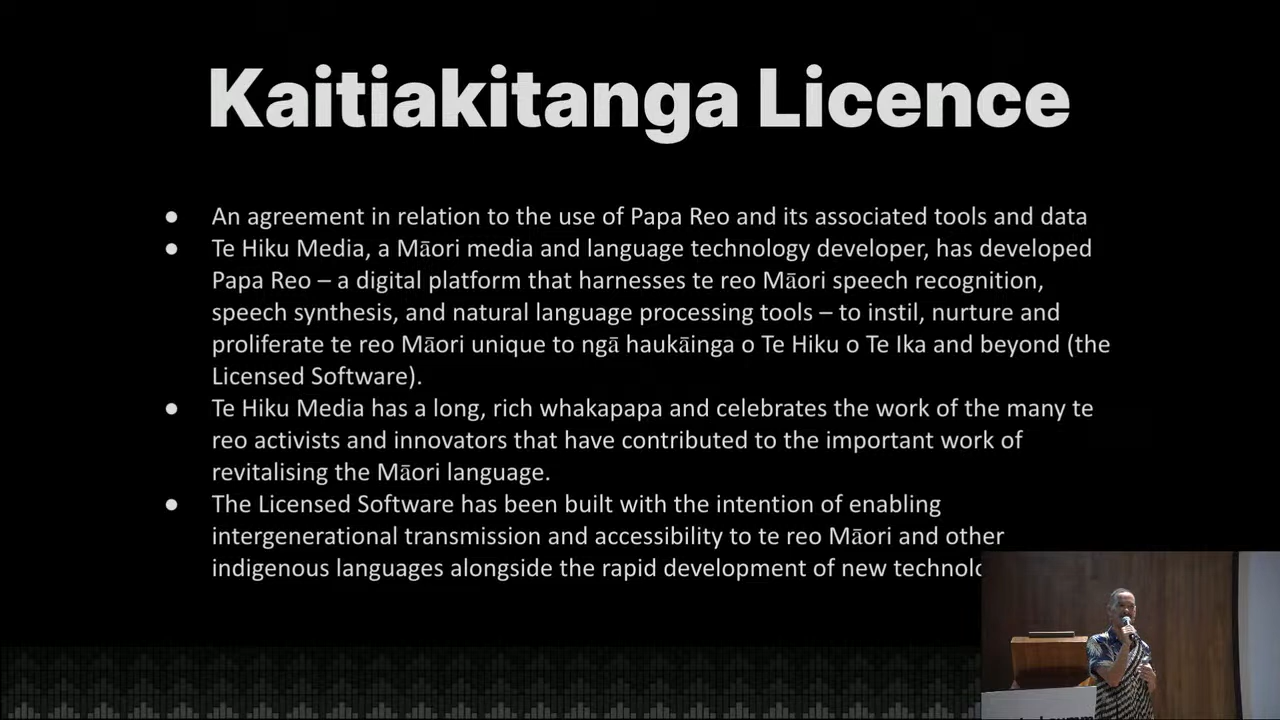 Kaitiakitanga Licence
● An agreement in relation to the use of Papa Reo and its associated tools and data
● Te Hiku Media, a Māori media and language technology developer, has developed
Papa Reo – a digital platform that harnesses te reo Māori speech recognition,
speech synthesis, and natural language processing tools – to instil, nurture and
proliferate te reo Māori unique to ngā haukāinga o Te Hiku o Te Ika and beyond (the
Licensed Software).
● Te Hiku Media has a long, rich whakapapa and celebrates the work of the many te
reo activists and innovators that have contributed to the important work of
revitalising the Māori language.
● The Licensed Software has been built with the intention of enabling
intergenerational transmission and accessibility to te reo Māori and other
indigenous languages alongside the rapid development of new